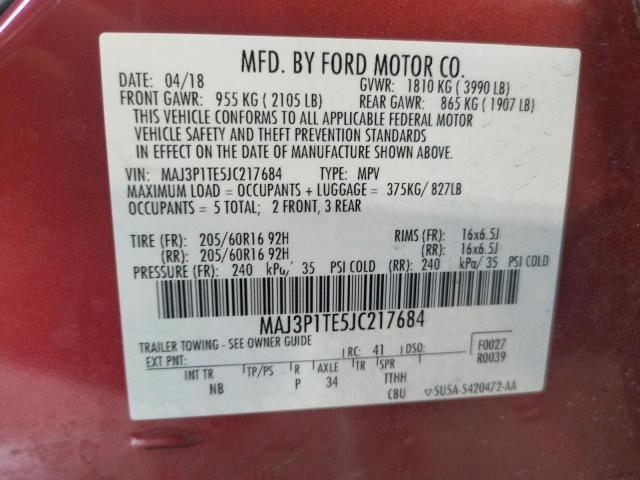 MFD. BY FORD MOTOR CO.
DATE: 04/18 GVWR: 1810 KG ( 3990 LB)
FRONT GAWR: 955 KG ( 2105 LB) REAR GAWR: 865 KG ( 1907 LB)
THIS VEHICLE CONFORMS TO ALL APPLICABLE FEDERAL MOTOR
VEHICLE SAFETY AND THEFT PREVENTION STANDARDS
IN EFFECT ON THE DATE OF MANUFACTURE SHOWN ABOVE.
VIN: MAJ3P1TE5JC217684 TYPE: MPV
MAXIMUM LOAD = OCCUPANTS + LUGGAGE = 375KG/ 827LB
OCCUPANTS = 5 TOTAL; 2 FRONT, 3 REAR
TIRE (FR): 205/60R16 92H RIMS (FR): 16x6.5J
(RR): 205/60R16 92H (RR): 16x6.5J
PRESSURE (FR): 240 kPa/ 35 PSI COLD (RR): 240 kPa/ 35 PSI COLD
MAJ3P1TE5JC217684
TRAILER TOWING - SEE OWNER GUIDE
EXT PNT: RC: 41 DSO: F0027
R0039
INT TR TP/PS R AXLE TR SPR
NB P 34 TTHH
CBU 5U5A-5420472-AA